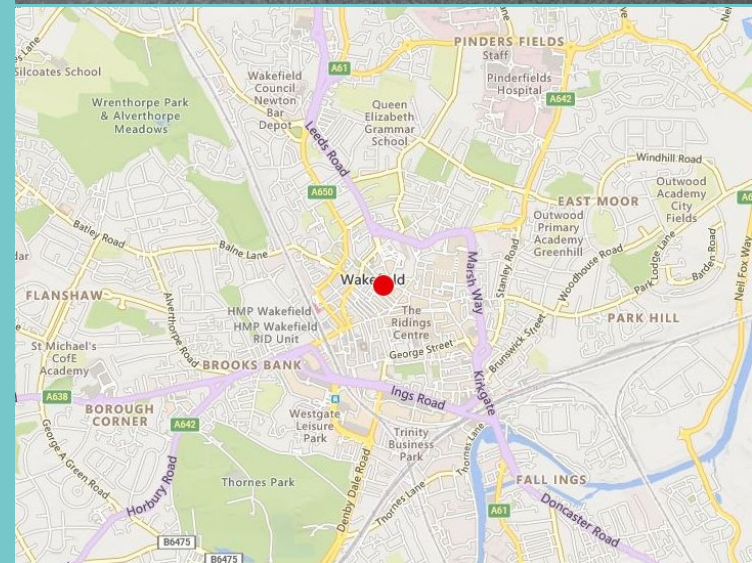 PINDERS FIELDS
Staff
Pinderfields
Hospital
A61
A642
Silcoates School
Wakefield
Council
Newton
Bar
Depot
Wrenthorpe Park
& Alverthorpe
Meadows
Queen
Elizabeth
Grammar
School
Leeds Road
A650
Windhill Road
Outwood
Academy
City
Fields
EAST MOOR
Outwood
Primary
Academy
Greenhill
Batley Road
Balne Lane
Stanley Road
Woodhouse Road
Park Lodge Lane
Barden Road
Neil Fox Way
Marsh Way
Wakefield
FLANSHAW
Alverthorpe Road
HMP Wakefield
HMP Wakefield
RID Unit
The
Ridings
Centre
George Street
Brunswick Street
PARK HILL
St Michael's
CofE
Academy
BROOKS BANK
Kirkgate
Ings Road
A638
BOROUGH
CORNER
A642
Westgate
Leisure
Park
Trinity
Business
Park
George A Green Road
Horbury Road
Thornes Park
Denby Dale Road
Thornes Lane
Thornes Lane
FALL INGS
A61
Doncaster Road
B6475
B6475